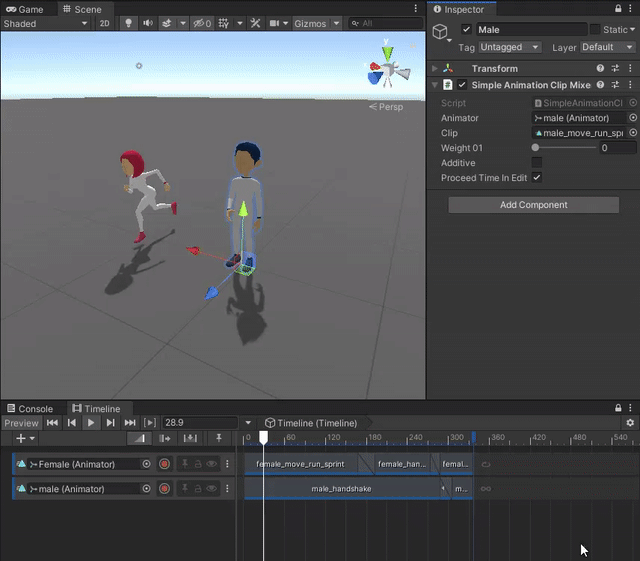 Game
Scene
Inspector
Shaded
2D
0
Gizmos
All
Male
Static
Tag
Untagged
Layer
Default
y
Persp
Transform
Simple Animation Clip Mixe
Script
SimpleAnimationCl
Animator
male (Animator)
Clip
male_move_run_spri
Weight 01
0
Additive
Proceed Time In Edit
Add Component
Console
Timeline
Preview
28.9
Timeline (Timeline)
0
60
120
180
240
300
360
420
480
540
Female (Animator)
female_move_run_sprint
female_han...
femal...
male (Animator)
male_handshake
m...